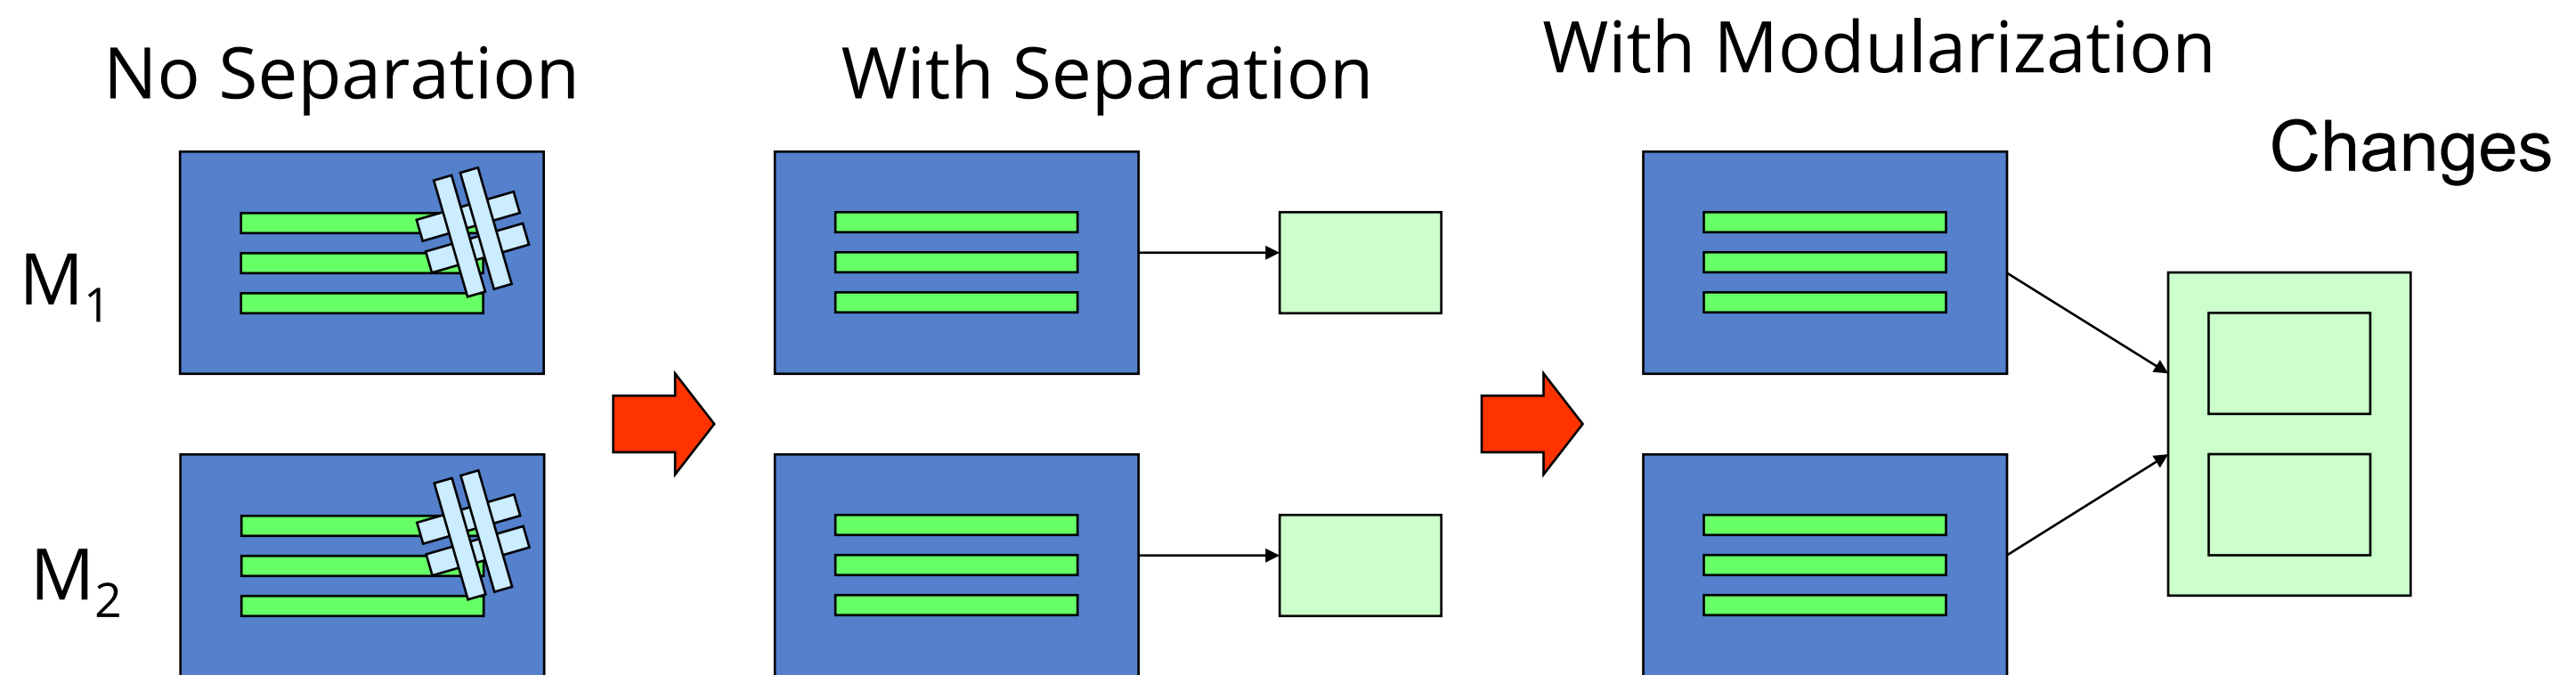 No Separation
With Separation
With Modularization
Changes
M1
M2